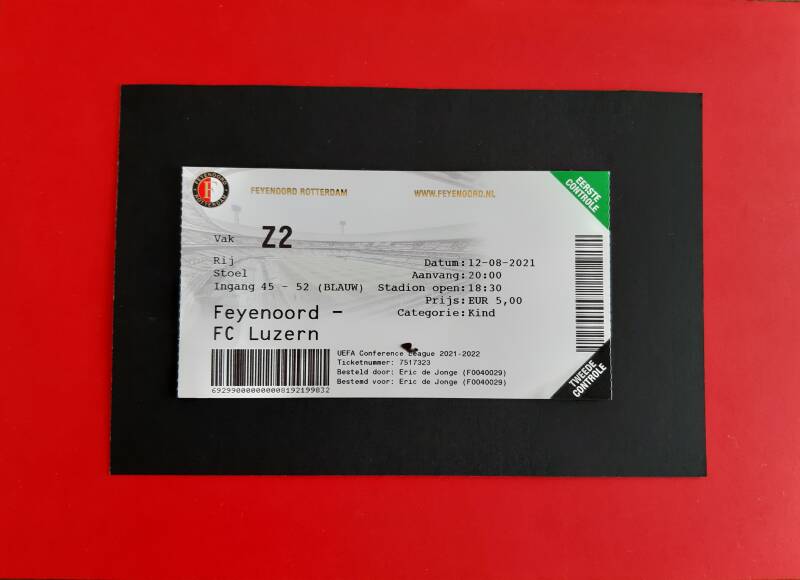 FEYENOORD ROTTERDAM
WWW.FEYENOORD.NL
FEYENOORD
ROTTERDAM
EERSTE
CONTROLE
Vak Z2
Rij
Stoel
Ingang 45 - 52 (BLAUW)
Datum: 12-08-2021
Aanvang: 20:00
Stadion open: 18:30
Prijs: EUR 5,00
Categorie: Kind
Feyenoord -
FC Luzern
UEFA Conference League 2021-2022
Ticketnummer: 7517323
Besteld door: Eric de Jonge (F0040029)
Bestemd voor: Eric de Jonge (F0040029)
TWEEDE
CONTROLE